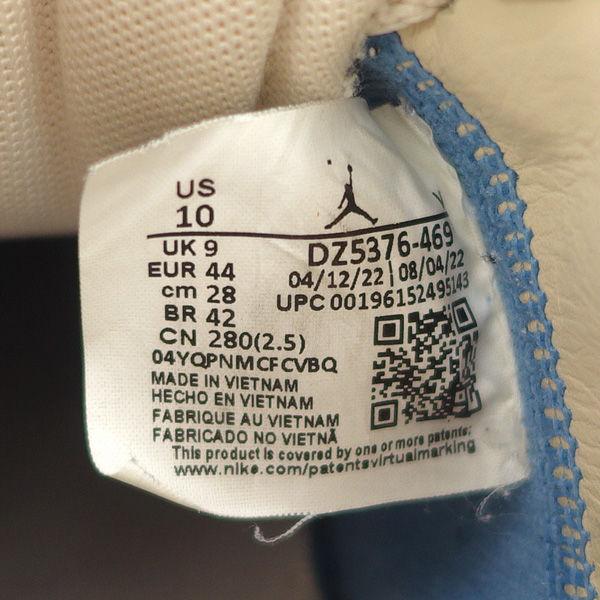 US
10
UK 9
EUR 44
cm 28
BR 42
CN 280(2.5)
DZ5376-469
04/12/22 | 08/04/22
UPC 00196152495143
04YQPNMCFCVBQ
MADE IN VIETNAM
HECHO EN VIETNAM
FABRIQUE AU VIETNAM
FABRICADO NO VIETNÃ
This product is covered by one or more patents:
www.nike.com/patentsvirtualmarking